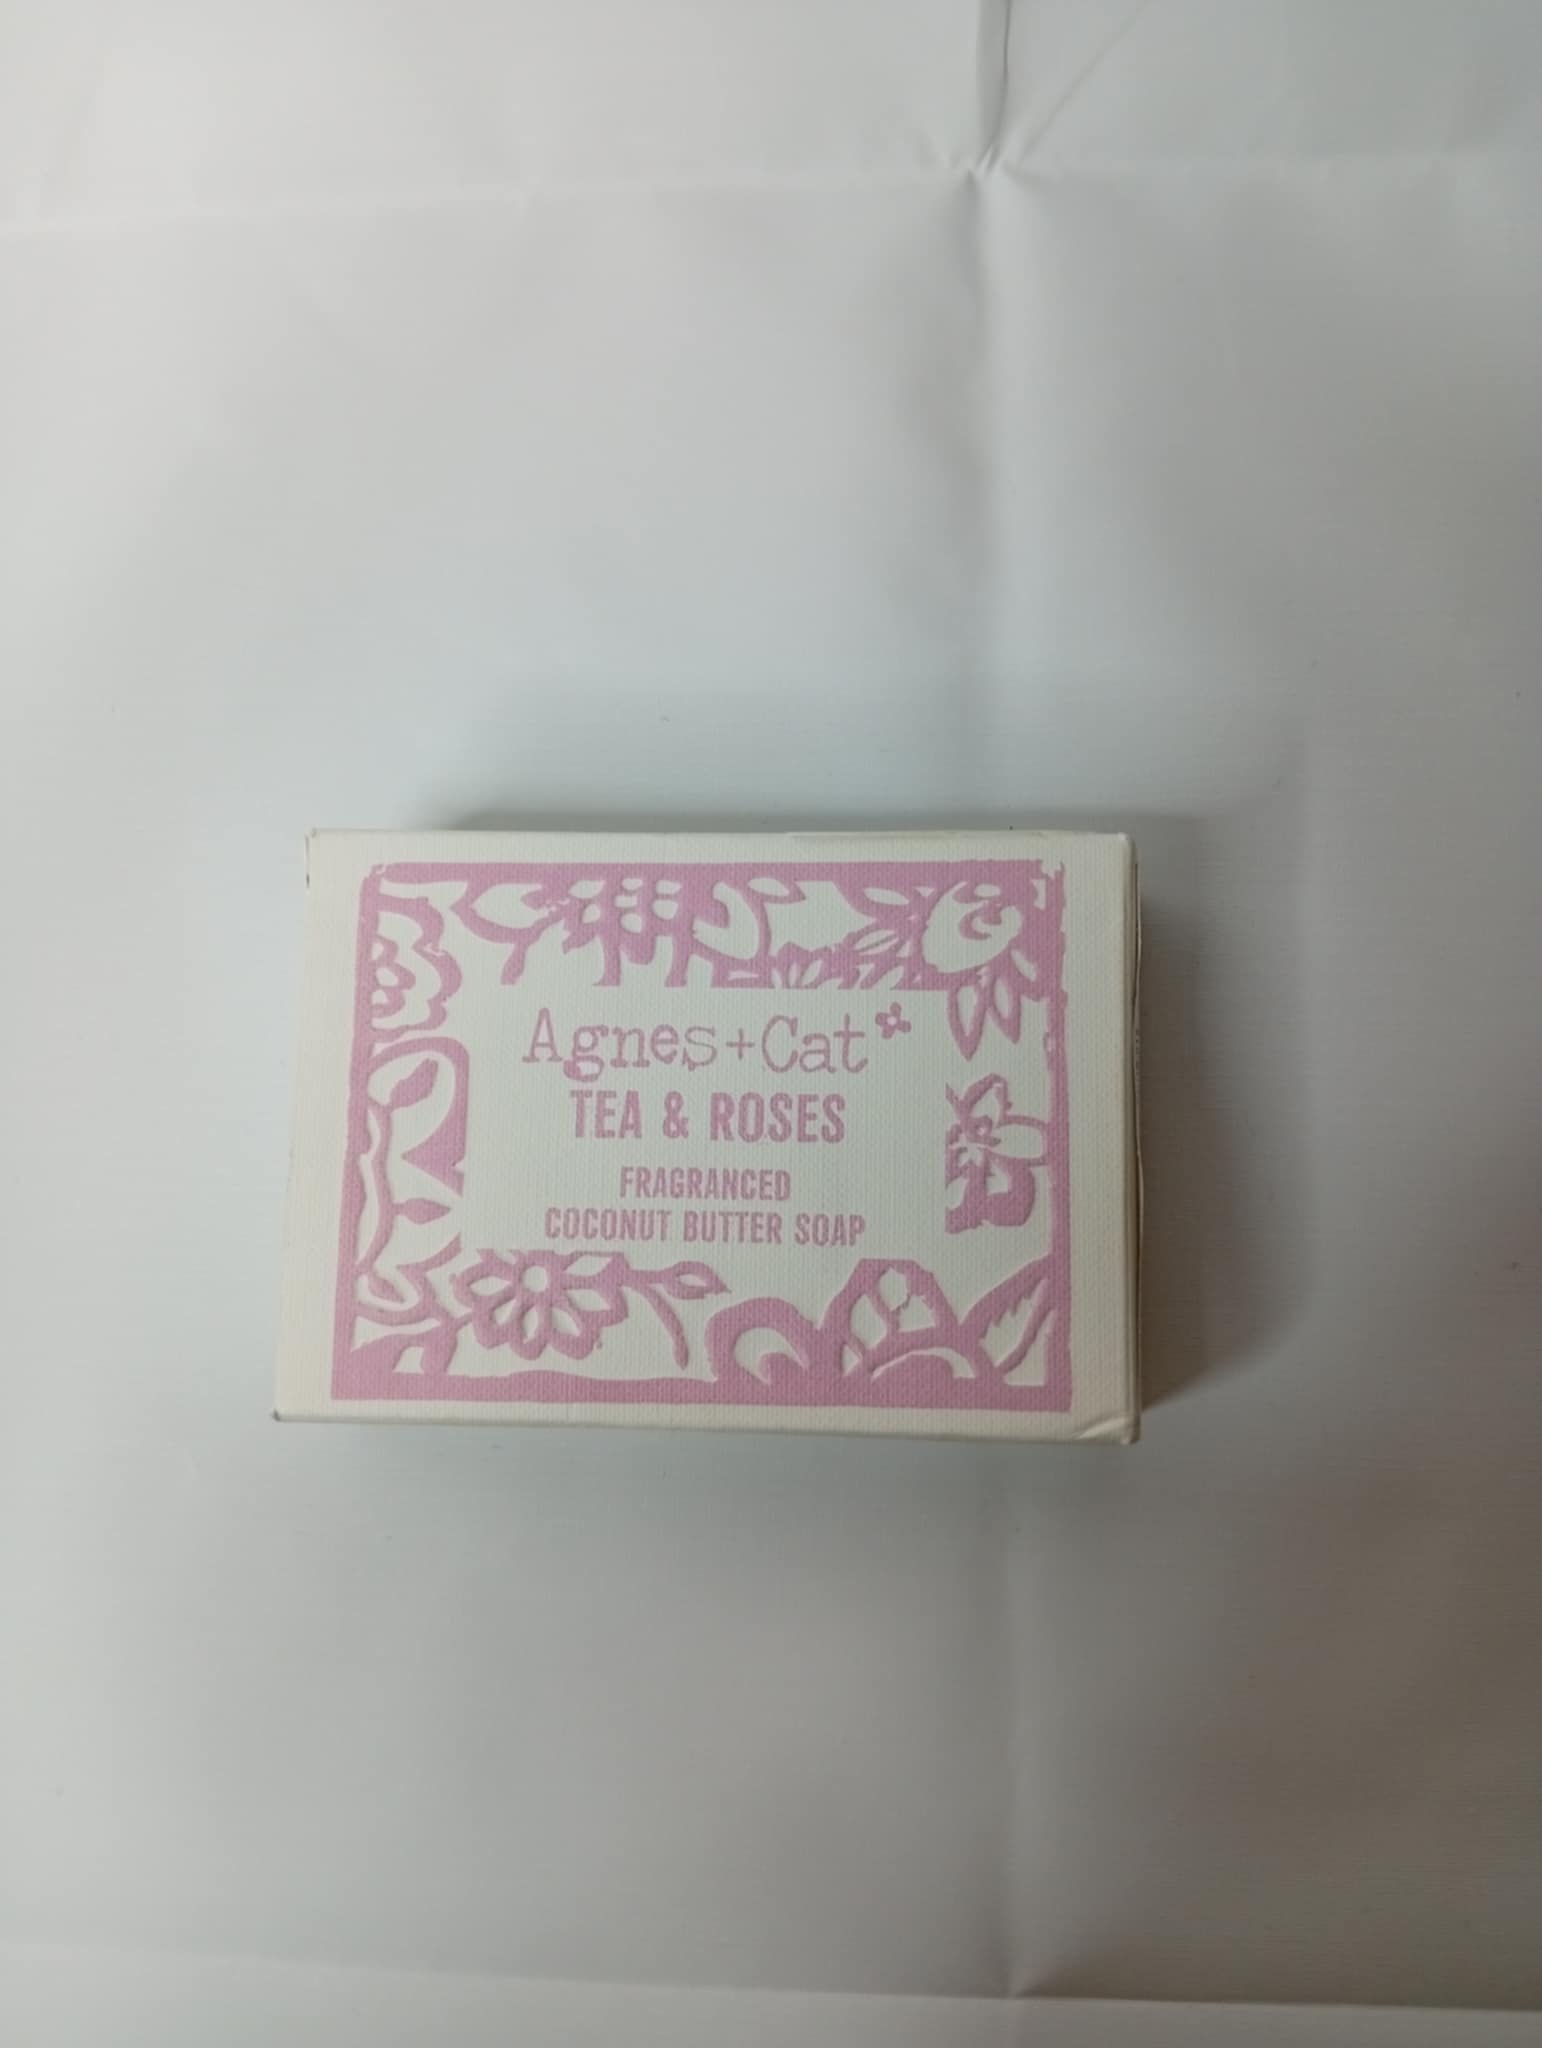 Agnes+Cat
TEA & ROSES
FRAGRANCED
COCONUT BUTTER SOAP